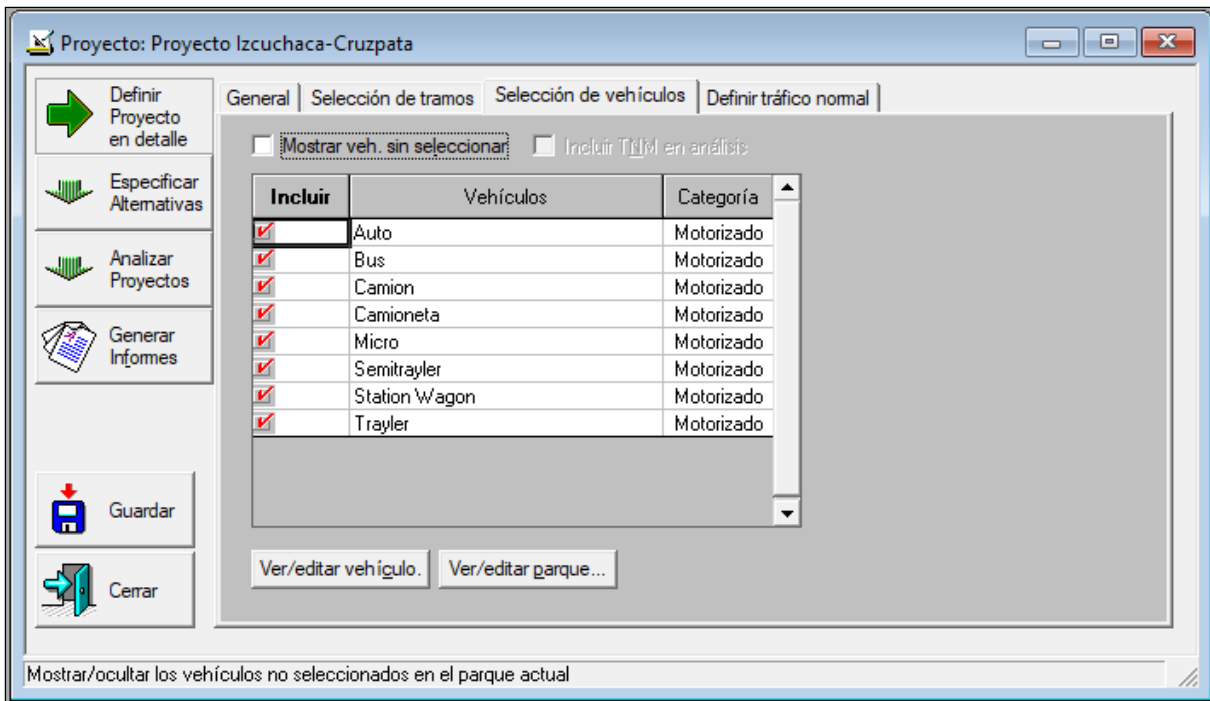 Proyecto: Proyecto Izcuchaca-Cruzpata
Definir
Proyecto
en detalle
Especificar
Alternativas
Analizar
Proyectos
Generar
Informes
Guardar
Cerrar
General Selección de tramos Selección de vehículos Definir tráfico normal
Mostrar veh. sin seleccionar Incluir TNM en análisis
Incluir Vehículos Categoría
Auto Motorizado
Bus Motorizado
Camion Motorizado
Camioneta Motorizado
Micro Motorizado
Semitrayler Motorizado
Station Wagon Motorizado
Trayler Motorizado
Ver/editar vehículo. Ver/editar parque...
Mostrar/ocultar los vehículos no seleccionados en el parque actual